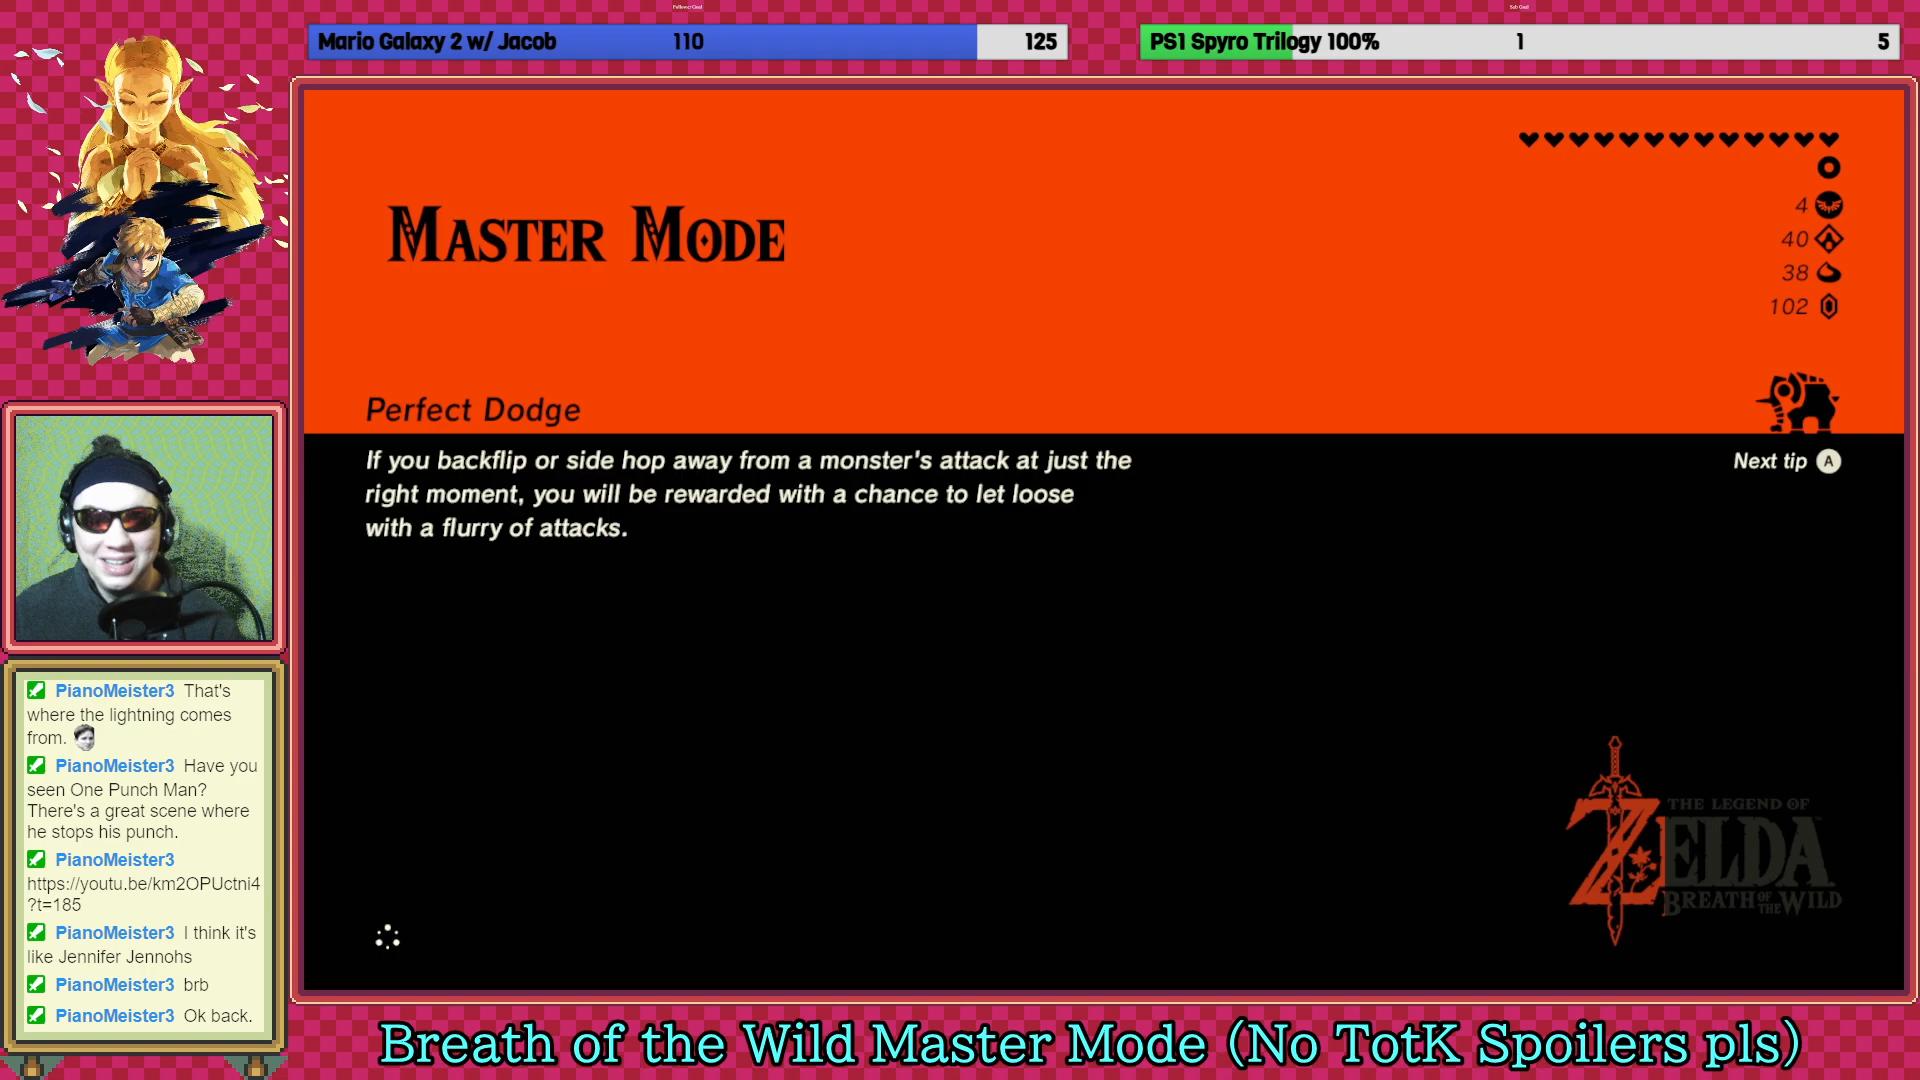 Follower Goal
Sub Goal
Mario Galaxy 2 w/ Jacob 110 125
PS1 Spyro Trilogy 100% 1 5
MASTER MODE
4
40
38
102
Perfect Dodge
If you backflip or side hop away from a monster's attack at just the
right moment, you will be rewarded with a chance to let loose
with a flurry of attacks.
Next tip A
PianoMeister3 That's
where the lightning comes
from.
PianoMeister3 Have you
seen One Punch Man?
There's a great scene where
he stops his punch.
PianoMeister3
https://youtu.be/km2OPUctni4
?t=185
PianoMeister3 I think it's
like Jennifer Jennohs
PianoMeister3 brb
PianoMeister3 Ok back.
THE LEGEND OF
ZELDA
BREATH OF THE WILD
Breath of the Wild Master Mode (No TotK Spoilers pls)